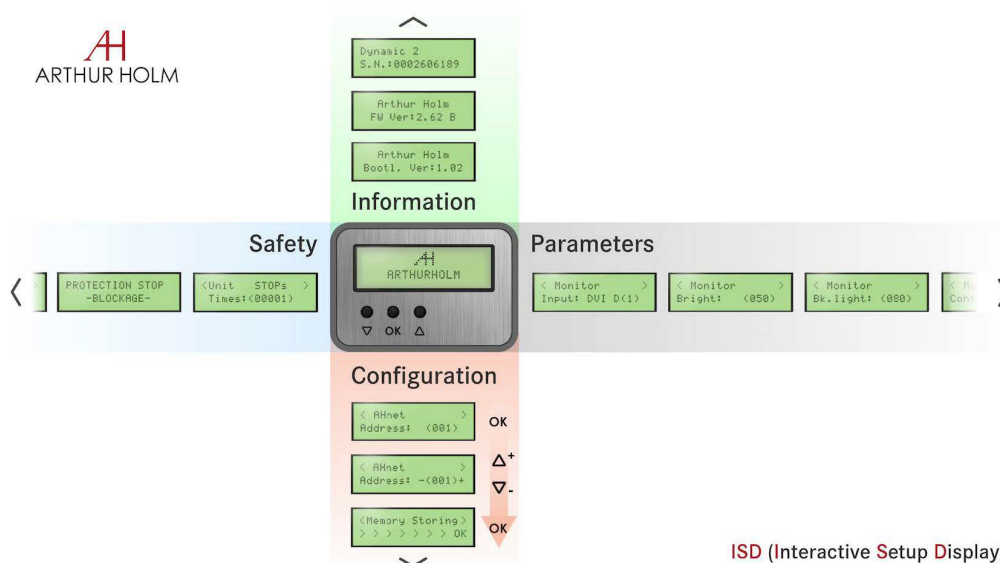 AH
ARTHUR HOLM
Dynamic 2
S.N.:0002606189
Arthur Holm
FW Ver:2.62 B
Arthur Holm
Bootl. Ver:1.02
Information
Safety
PROTECTION STOP
-BLOCKAGE-
<Unit STOPs >
Times:(00001)
AH
ARTHURHOLM
OK
Parameters
< Monitor >
Input: DVI D(1)
< Monitor >
Bright: (050)
< Monitor >
Bk.light: (080)
Configuration
< AHnet >
Address: (001)
OK
< AHnet >
Address: -(001)+
+
-
<Memory Storing>
> > > > > > > OK
OK
ISD (Interactive Setup Display